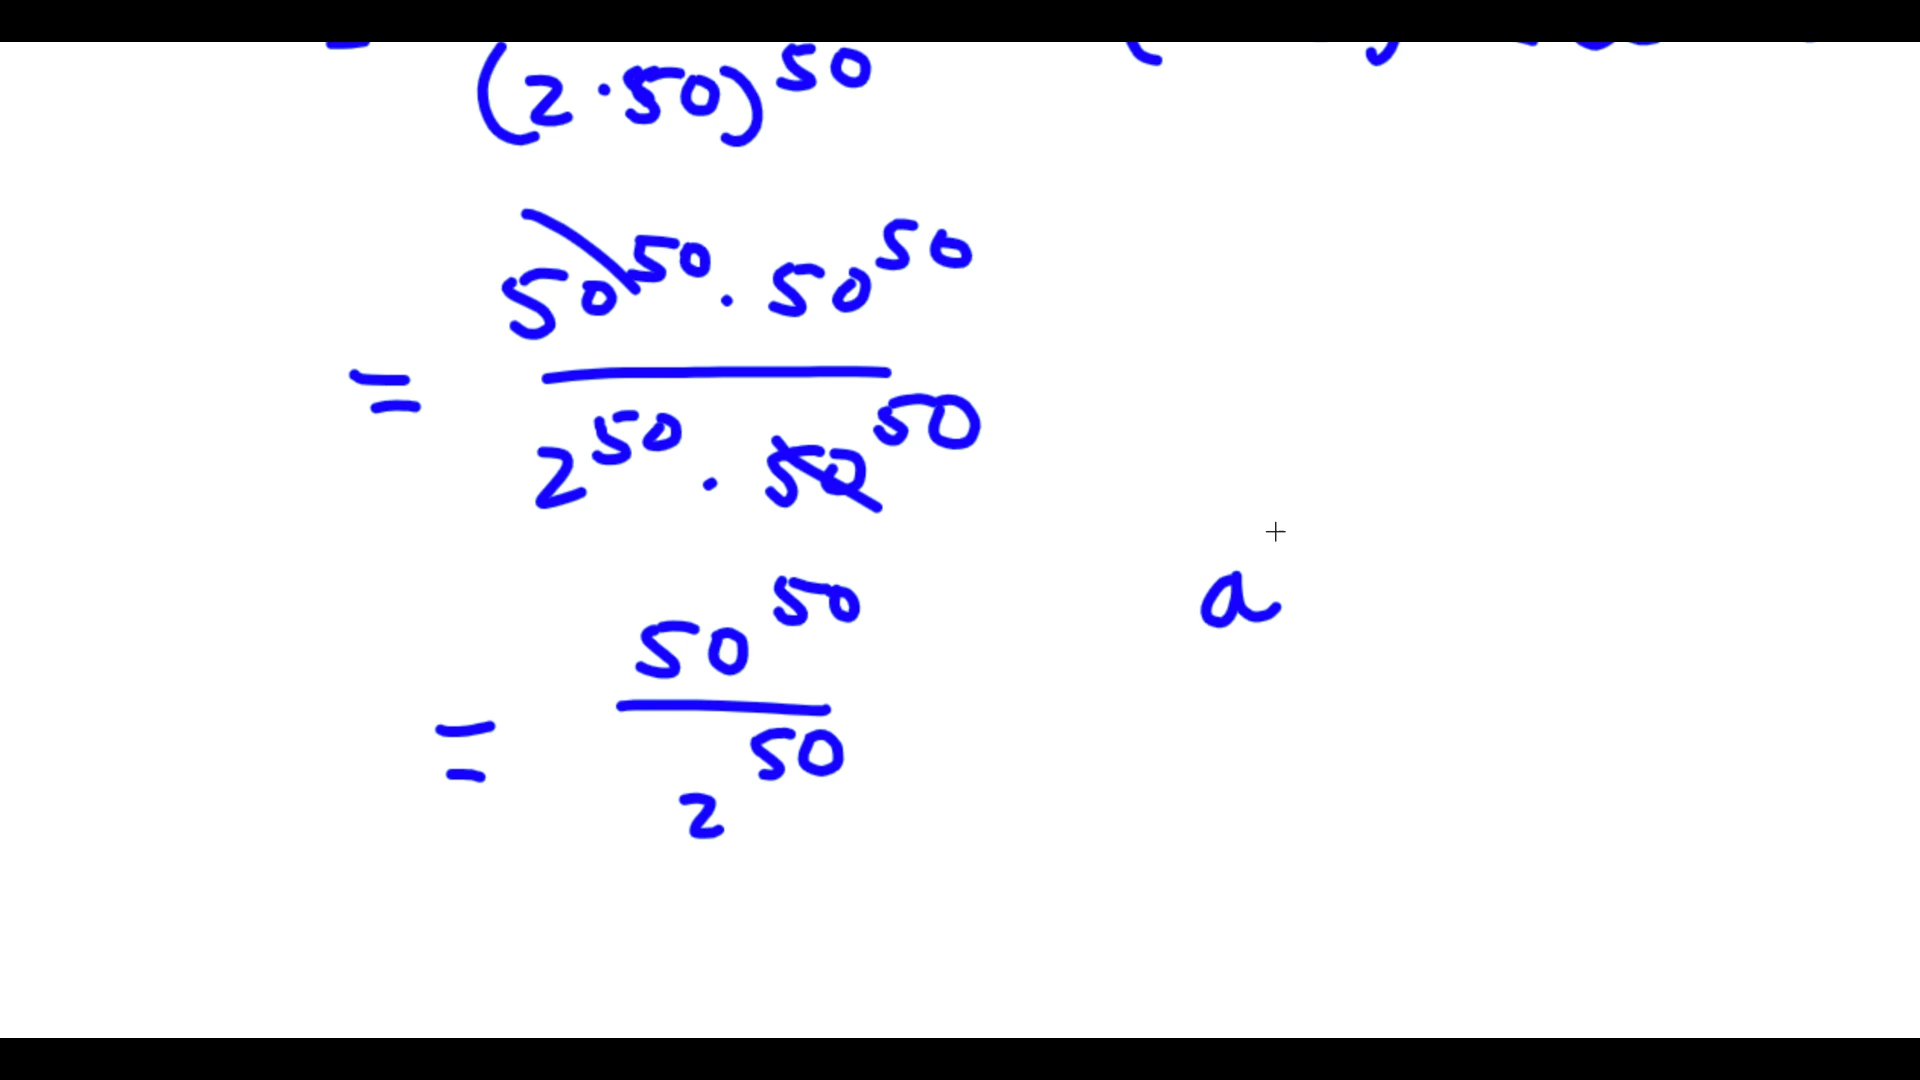 = (2·50)^50
= 50^50 · 50^50 / 2^50 · 50^50
= 50^50 / 2^50
a